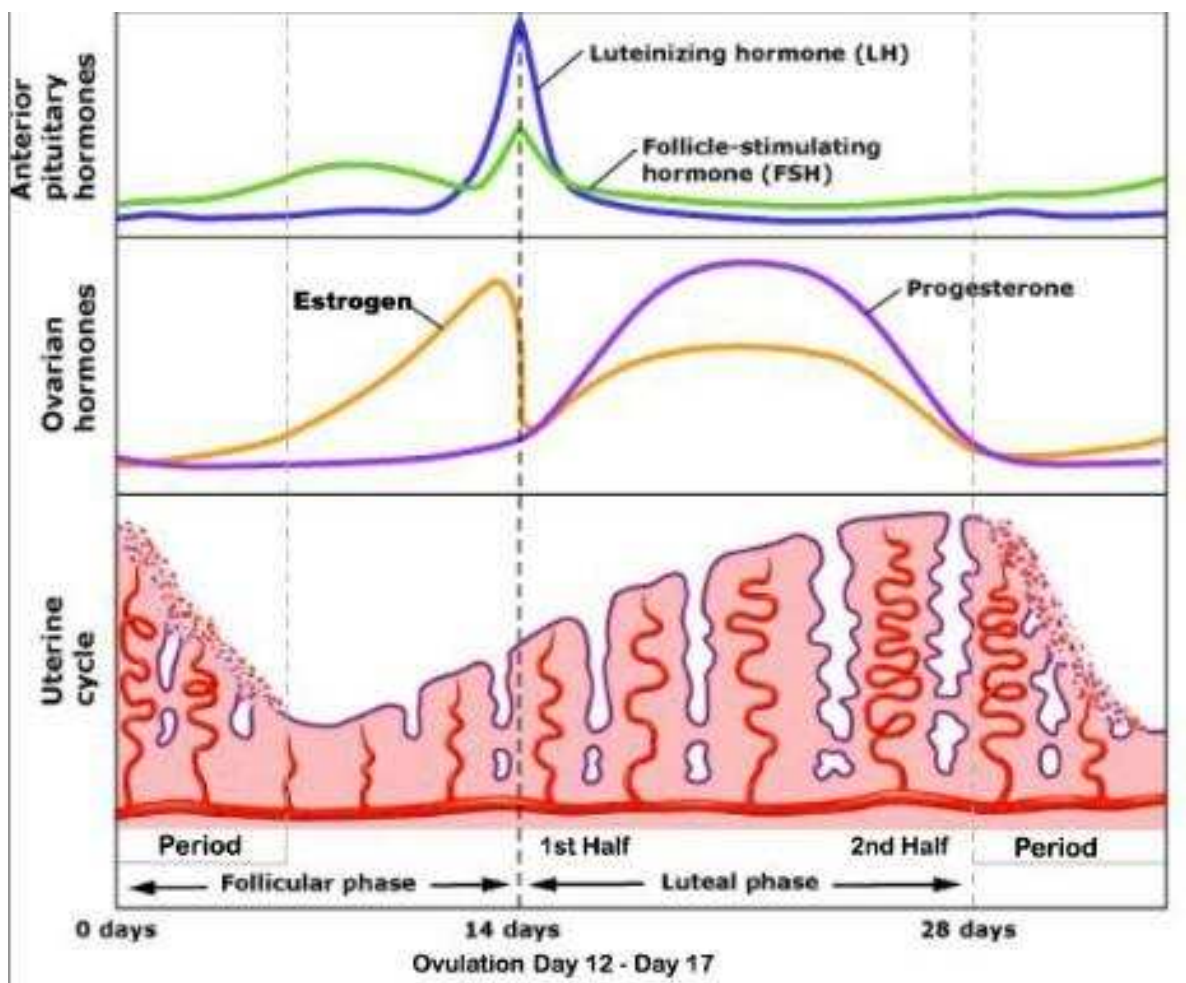 Anterior
pituitary
hormones
Luteinizing hormone (LH)
Follicle-stimulating
hormone (FSH)
Ovarian
hormones
Estrogen
Progesterone
Uterine
cycle
Period
1st Half
2nd Half
Period
Follicular phase
Luteal phase
0 days
14 days
28 days
Ovulation Day 12 - Day 17